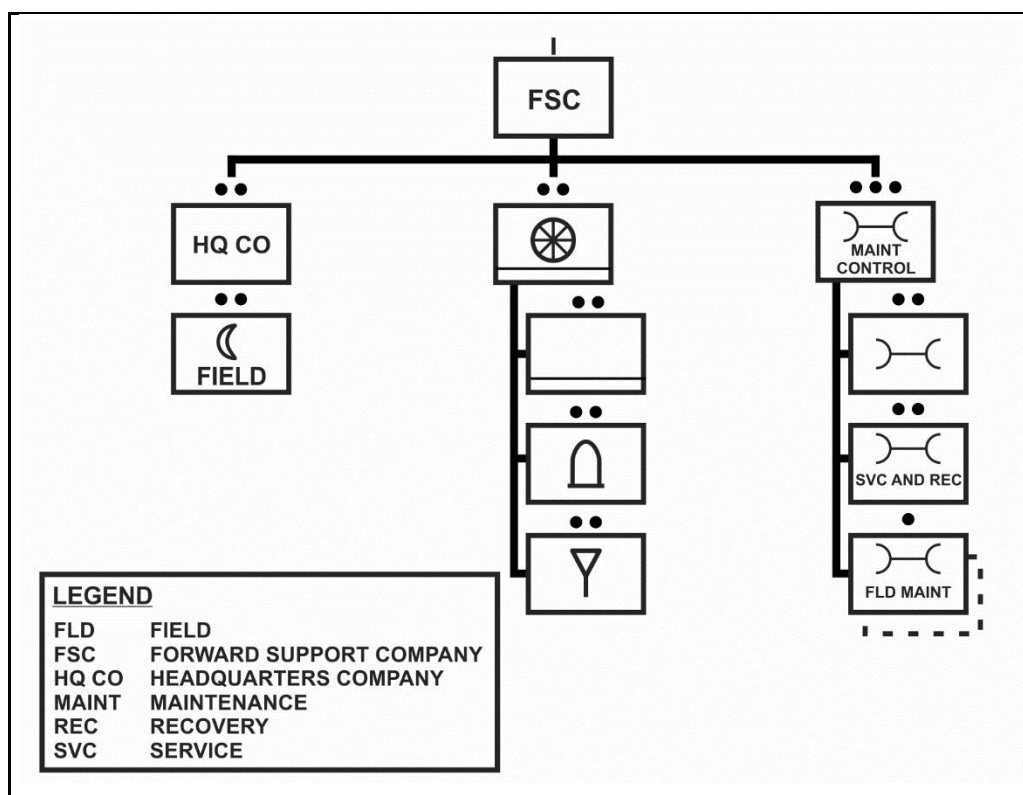 FSC
HQ CO
FIELD
MAINT
CONTROL
SVC AND REC
FLD MAINT
LEGEND
FLD FIELD
FSC FORWARD SUPPORT COMPANY
HQ CO HEADQUARTERS COMPANY
MAINT MAINTENANCE
REC RECOVERY
SVC SERVICE